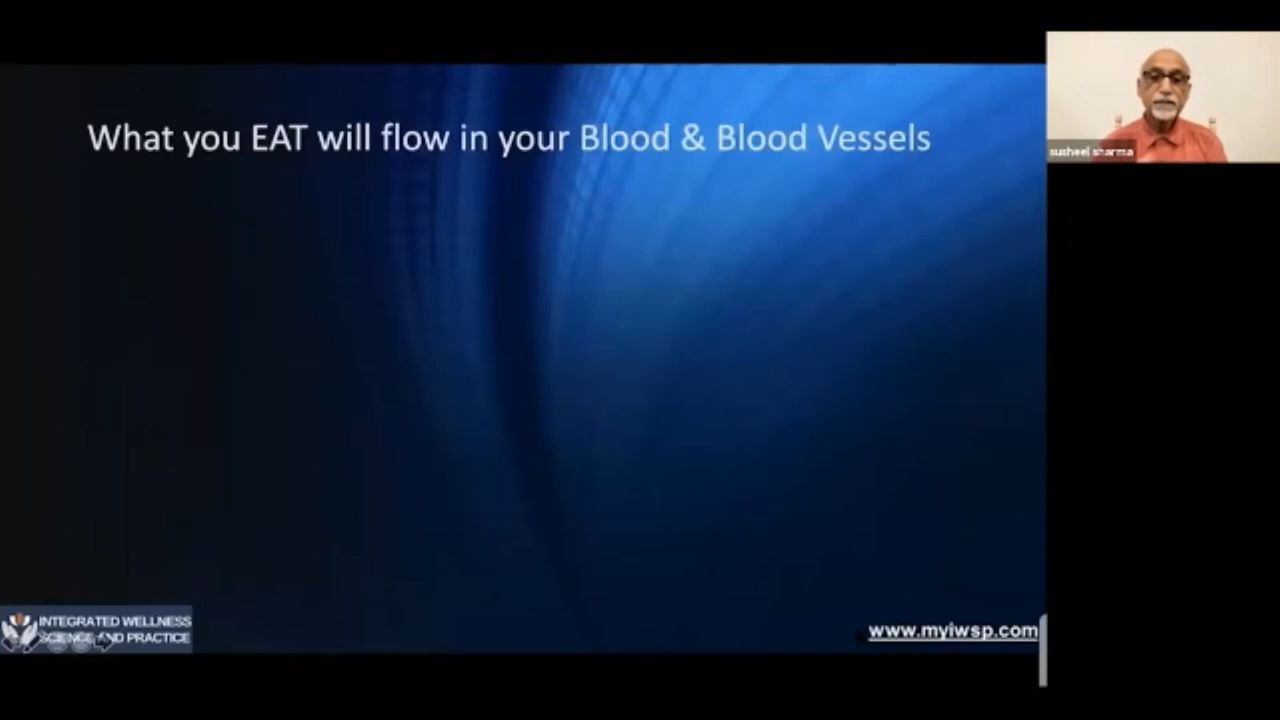 What you EAT will flow in your Blood & Blood Vessels
susheel sharma
INTEGRATED WELLNESS
SCIENCE AND PRACTICE
www.myiwsp.com